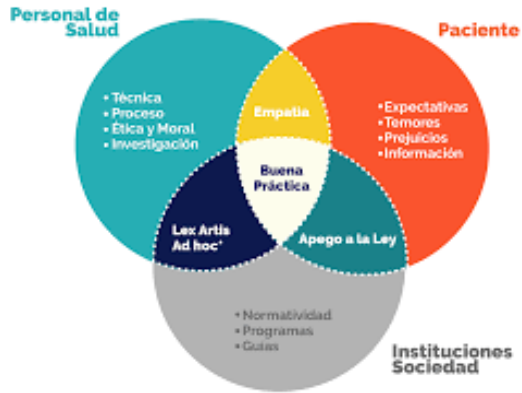 Personal de
Salud
Paciente
• Técnica
• Proceso
• Ética y Moral
• Investigación
Empatía
• Expectativas
• Temores
• Prejuicios
• Información
Buena
Práctica
Lex Artis
Ad hoc*
Apego a la Ley
• Normatividad
• Programas
• Guías
Instituciones
Sociedad